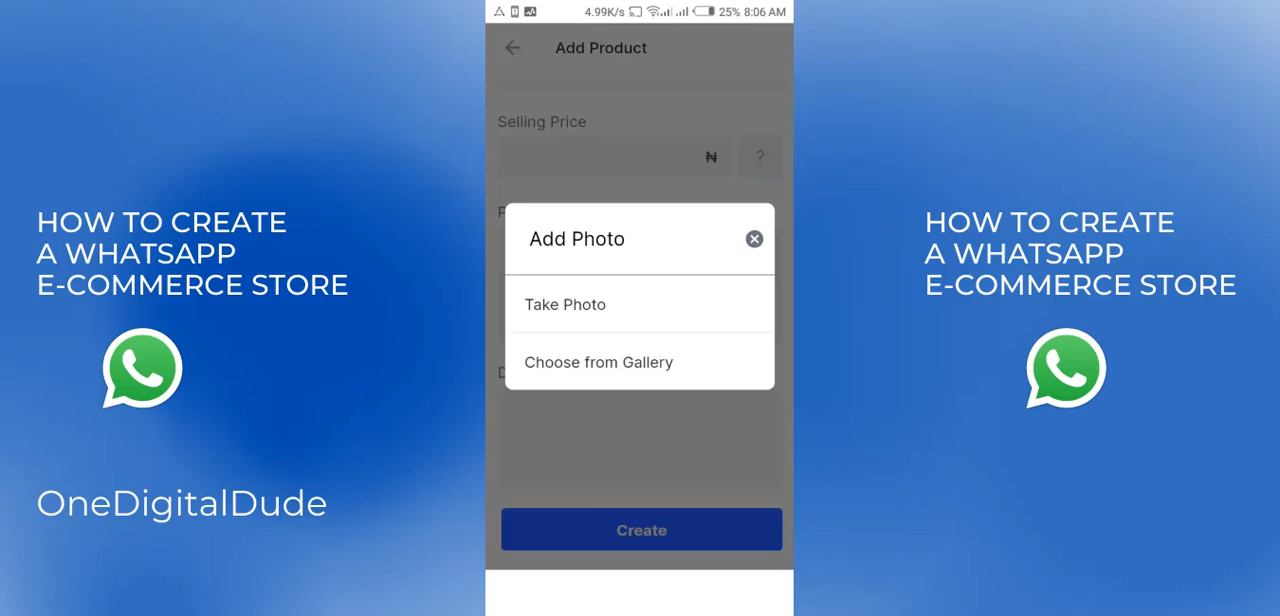 HOW TO CREATE
A WHATSAPP
E-COMMERCE STORE
OneDigitalDude
4.99K/s 25% 8:06 AM
Add Product
Selling Price
₦ ?
P
Add Photo
Take Photo
Choose from Gallery
D
Create
HOW TO CREATE
A WHATSAPP
E-COMMERCE STORE